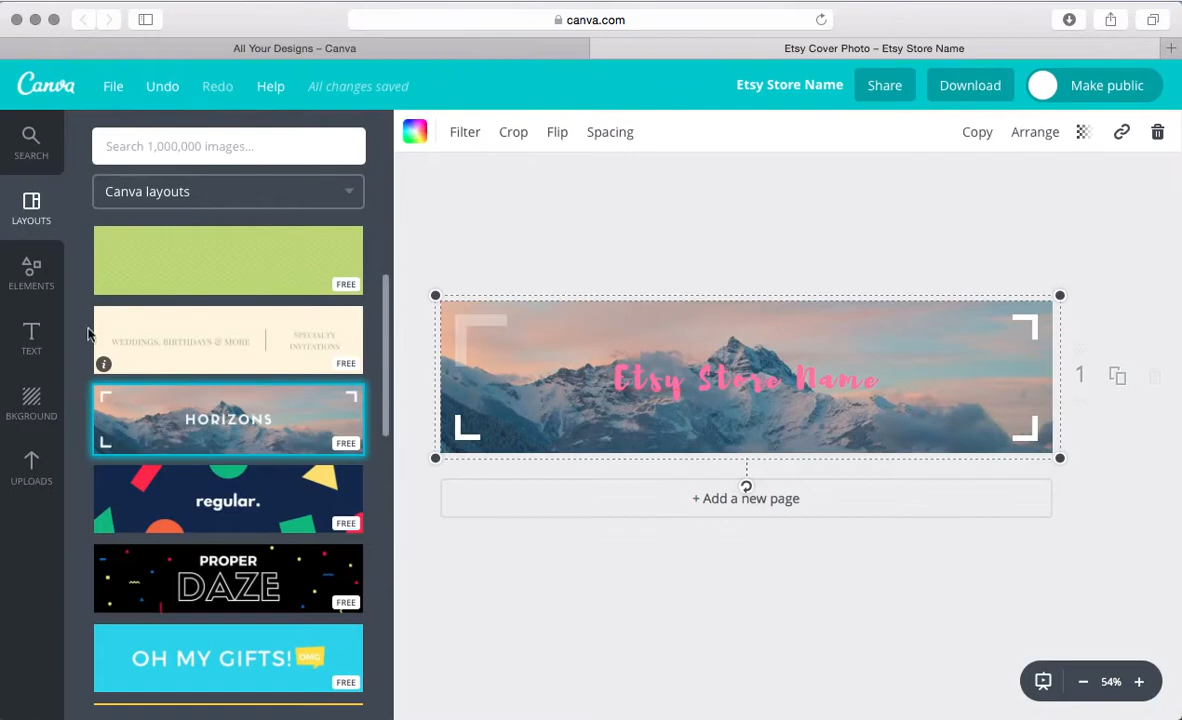 canva.com
All Your Designs – Canva
Etsy Cover Photo – Etsy Store Name
Canva
File
Undo
Redo
Help
All changes saved
Etsy Store Name
Share
Download
Make public
SEARCH
LAYOUTS
ELEMENTS
TEXT
BKGROUND
UPLOADS
Search 1,000,000 images...
Canva layouts
FREE
WEDDINGS, BIRTHDAYS & MORE
SPECIALTY
INVITATIONS
FREE
HORIZONS
FREE
regular.
FREE
PROPER
DAZE
FREE
OH MY GIFTS!
OMG
FREE
Filter
Crop
Flip
Spacing
Copy
Arrange
Etsy Store Name
1
+ Add a new page
54%